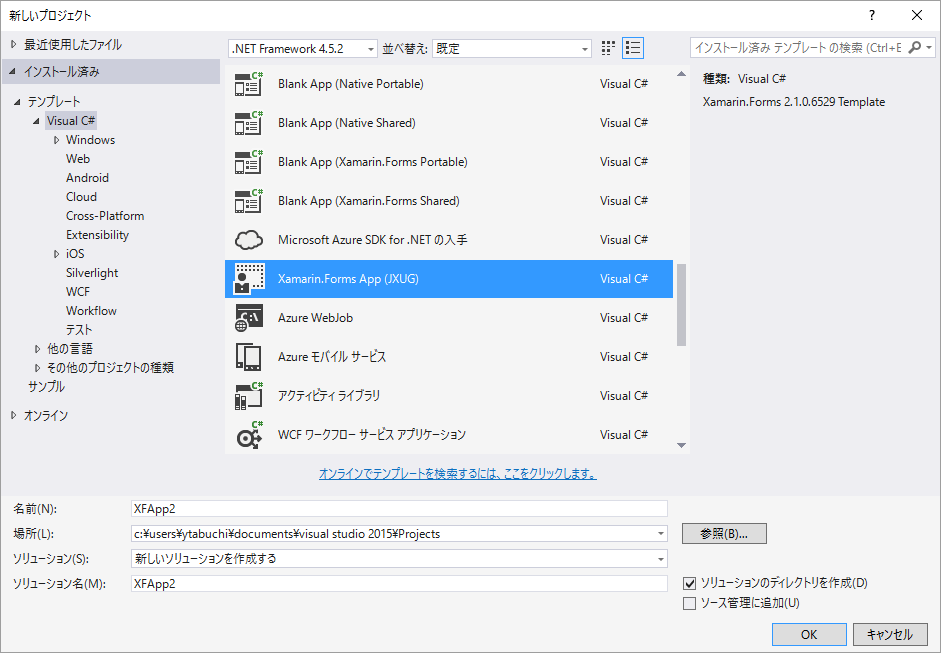 新しいプロジェクト
? ×
最近使用したファイル
インストール済み
テンプレート
Visual C#
Windows
Web
Android
Cloud
Cross-Platform
Extensibility
iOS
Silverlight
WCF
Workflow
テスト
他の言語
その他のプロジェクトの種類
サンプル
オンライン
.NET Framework 4.5.2 並べ替え: 既定
Blank App (Native Portable) Visual C#
Blank App (Native Shared) Visual C#
Blank App (Xamarin.Forms Portable) Visual C#
Blank App (Xamarin.Forms Shared) Visual C#
Microsoft Azure SDK for .NET の入手 Visual C#
Xamarin.Forms App (JXUG) Visual C#
Azure WebJob Visual C#
Azure モバイル サービス Visual C#
アクティビティ ライブラリ Visual C#
WCF ワークフロー サービス アプリケーション Visual C#
オンラインでテンプレートを検索するには、ここをクリックします。
インストール済み テンプレート の検索 (Ctrl+E
種類: Visual C#
Xamarin.Forms 2.1.0.6529 Template
名前(N): XFApp2
場所(L): c:¥users¥ytabuchi¥documents¥visual studio 2015¥Projects 参照(B)...
ソリューション(S): 新しいソリューションを作成する
ソリューション名(M): XFApp2
ソリューションのディレクトリを作成(D)
ソース管理に追加(U)
OK キャンセル